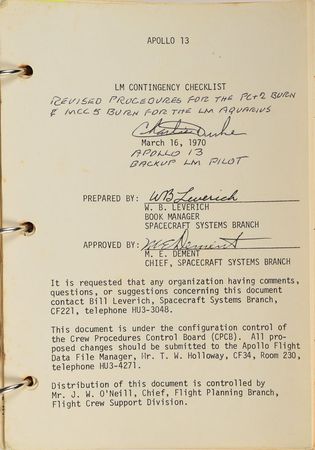 APOLLO 13
LM CONTINGENCY CHECKLIST
REVISED PROCEDURES FOR THE PC+2 BURN
& MCC5 BURN FOR THE LM AQUARIUS
Charlie Duke
March 16, 1970
APOLLO 13
BACKUP LM PILOT
PREPARED BY: WB Leverich
W. B. LEVERICH
BOOK MANAGER
SPACECRAFT SYSTEMS BRANCH
APPROVED BY: M.E. Dement
M. E. DEMENT
CHIEF, SPACECRAFT SYSTEMS BRANCH
It is requested that any organization having comments,
questions, or suggestions concerning this document
contact Bill Leverich, Spacecraft Systems Branch,
CF221, telephone HU3-3048.
This document is under the configuration control of
the Crew Procedures Control Board (CPCB). All pro-
posed changes should be submitted to the Apollo Flight
Data File Manager, Mr. T. W. Holloway, CF34, Room 230,
telephone HU3-4271.
Distribution of this document is controlled by
Mr. J. W. O'Neill, Chief, Flight Planning Branch,
Flight Crew Support Division.